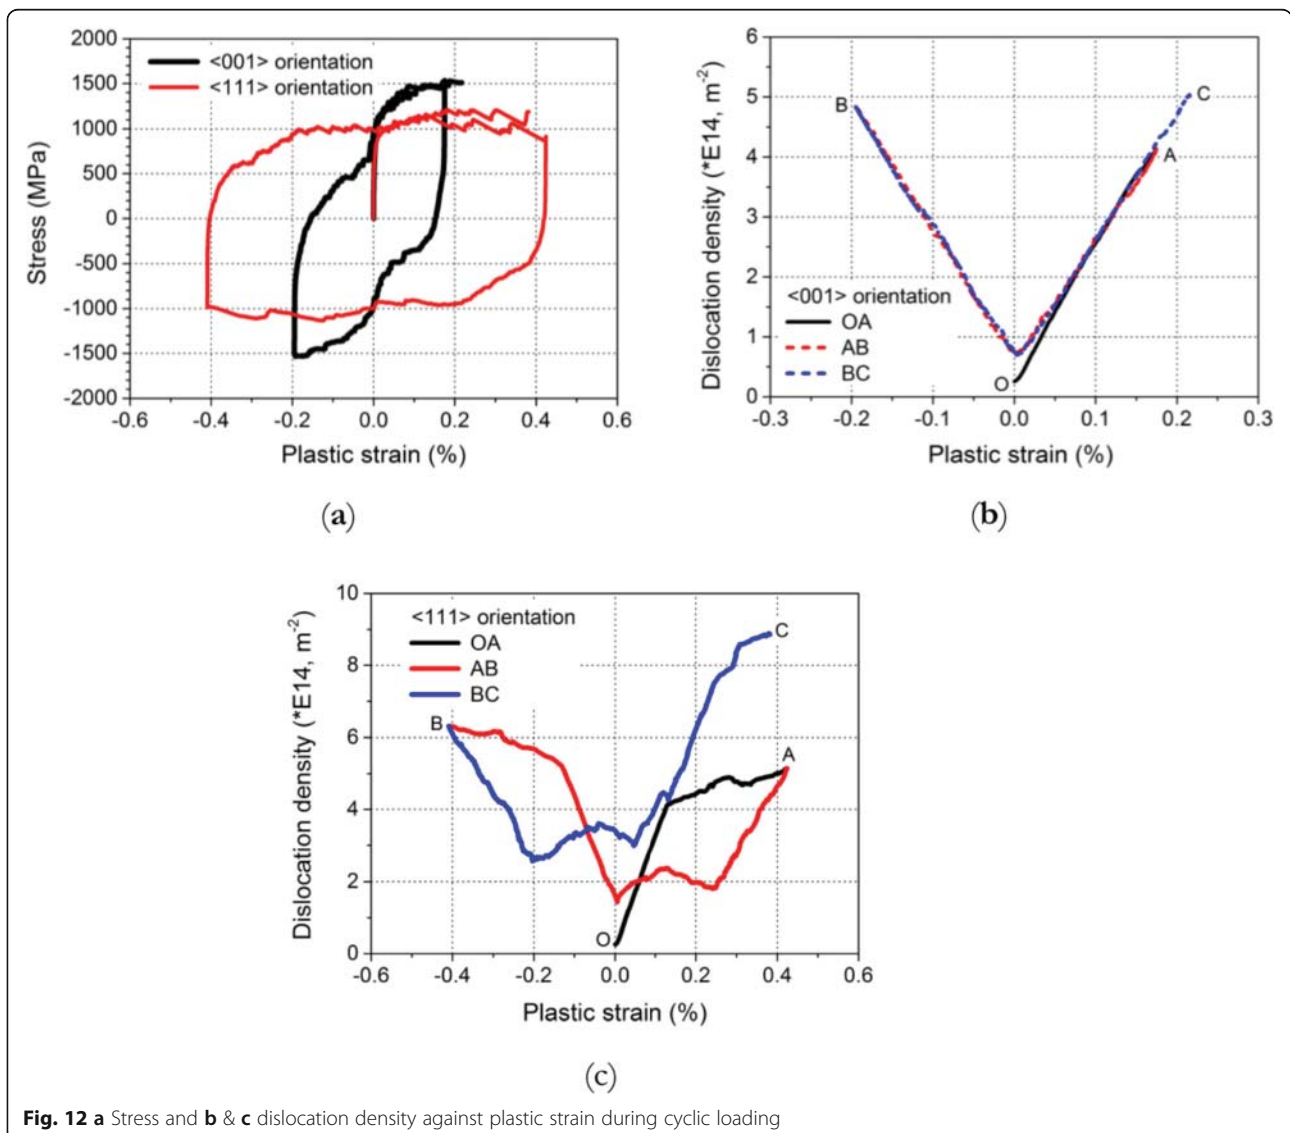 2000
1500
1000
500
0
-500
-1000
-1500
-2000
Stress (MPa)
<001> orientation
<111> orientation
-0.6 -0.4 -0.2 0.0 0.2 0.4 0.6
Plastic strain (%)
(a)
6
5
4
3
2
1
0
Dislocation density (*E14, m-2)
B
C
A
O
<001> orientation
OA
AB
BC
-0.3 -0.2 -0.1 0.0 0.1 0.2 0.3
Plastic strain (%)
(b)
10
8
6
4
2
0
Dislocation density (*E14, m-2)
<111> orientation
OA
AB
BC
C
B
A
O
-0.6 -0.4 -0.2 0.0 0.2 0.4 0.6
Plastic strain (%)
(c)
Fig. 12 a Stress and b & c dislocation density against plastic strain during cyclic loading